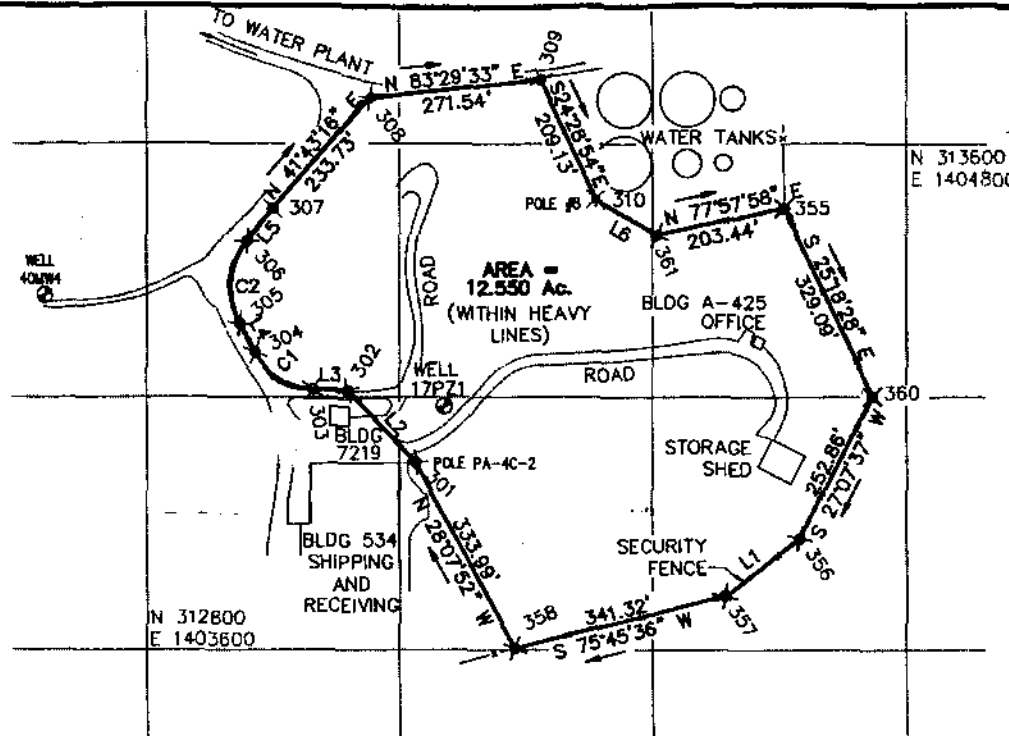 TO WATER PLANT
309
N 83°29'33" E
271.54'
308
S24°28'54"E
209.13'
WATER TANKS
N 313600
E 1404800
N 41°43'16" E
233.73'
307
POLE #8
310
N 77°57'58" E
203.44'
355
L6
361
L5
306
WELL
40MW4
C2
305
ROAD
AREA =
12.550 Ac.
(WITHIN HEAVY
LINES)
S 25°18'28" E
329.09'
BLDG A-425
OFFICE
304
C1
L3
302
WELL
17PZ1
ROAD
360
303
BLDG
7219
L2
POLE PA-4C-2
301
STORAGE
SHED
S 27°07'37" W
252.86'
N 28°07'52" W
333.99'
BLDG 534
SHIPPING
AND
RECEIVING
SECURITY
FENCE
L1
356
357
358
341.32'
S 75°45'36" W
N 312800
E 1403600